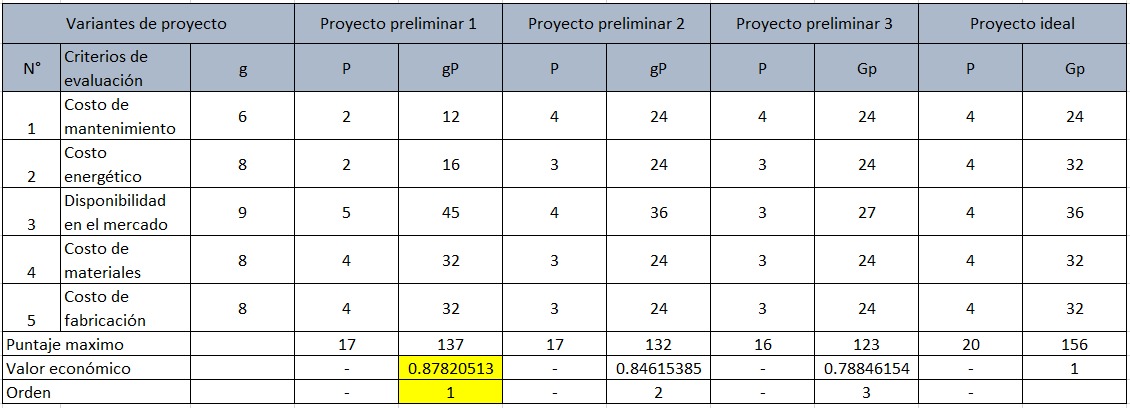 Variantes de proyecto Proyecto preliminar 1 Proyecto preliminar 2 Proyecto preliminar 3 Proyecto ideal
N° Criterios de evaluación g P gP P gP P Gp P Gp
1 Costo de mantenimiento 6 2 12 4 24 4 24 4 24
2 Costo energético 8 2 16 3 24 3 24 4 32
3 Disponibilidad en el mercado 9 5 45 4 36 3 27 4 36
4 Costo de materiales 8 4 32 3 24 3 24 4 32
5 Costo de fabricación 8 4 32 3 24 3 24 4 32
Puntaje maximo 17 137 17 132 16 123 20 156
Valor económico - 0.87820513 - 0.84615385 - 0.78846154 - 1
Orden - 1 - 2 - 3 -